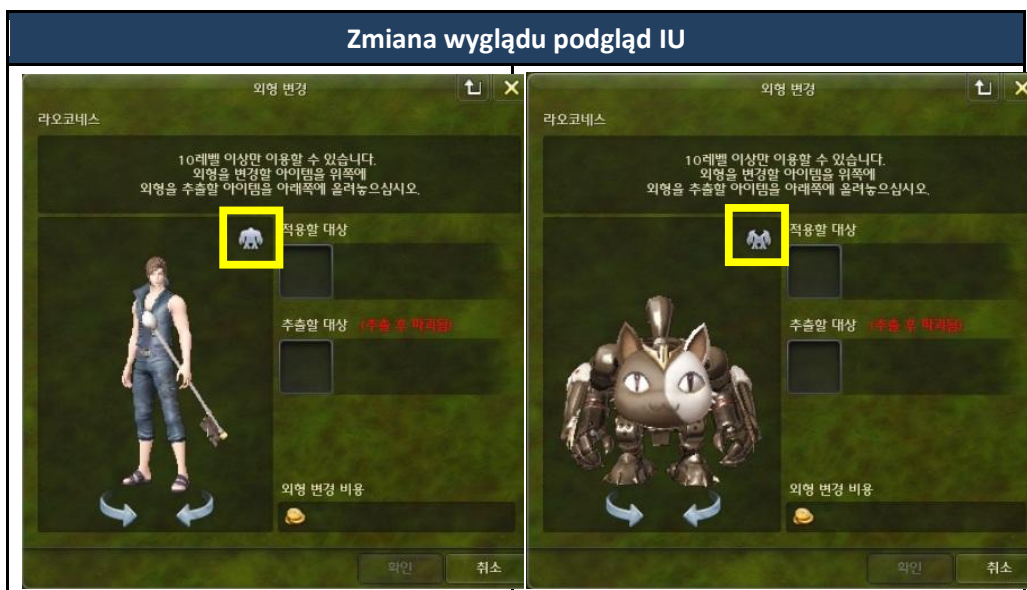 Zmiana wyglądu podgląd IU
외형 변경
라오코네스
10레벨 이상만 이용할 수 있습니다.
외형을 변경할 아이템을 위쪽에
외형을 추출할 아이템을 아래쪽에 올려놓으십시오.
적용할 대상
추출할 대상 (추출 후 파괴됨)
외형 변경 비용
확인 취소
외형 변경
라오코네스
10레벨 이상만 이용할 수 있습니다.
외형을 변경할 아이템을 위쪽에
외형을 추출할 아이템을 아래쪽에 올려놓으십시오.
적용할 대상
추출할 대상 (추출 후 파괴됨)
외형 변경 비용
확인 취소